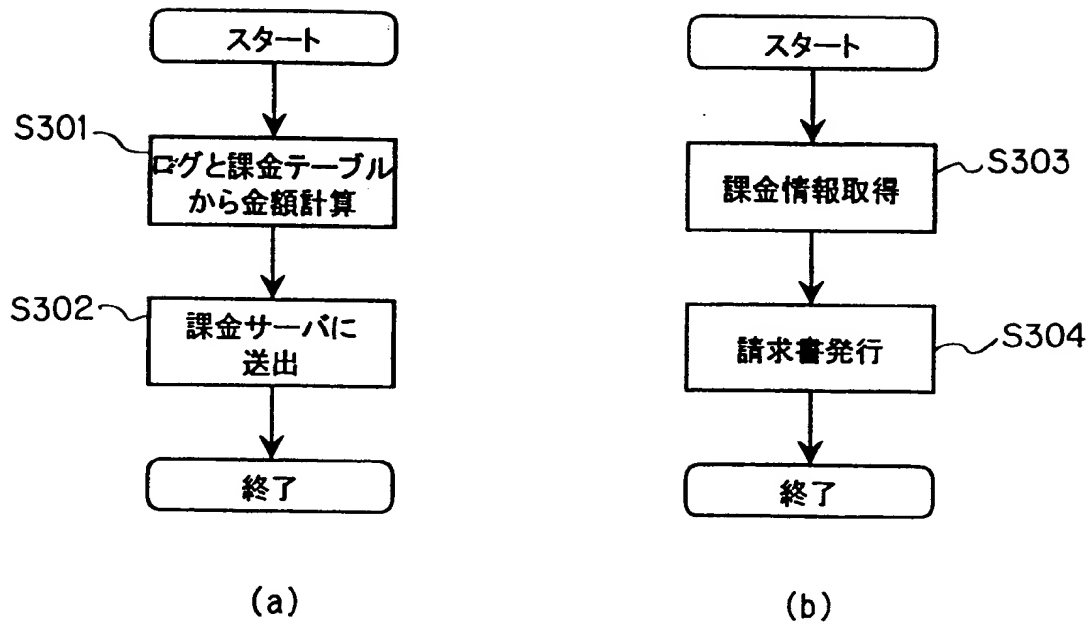 スタート
S301
ログと課金テーブル
から金額計算
S302
課金サーバに
送出
終了
(a)
スタート
課金情報取得
S303
請求書発行
S304
終了
(b)